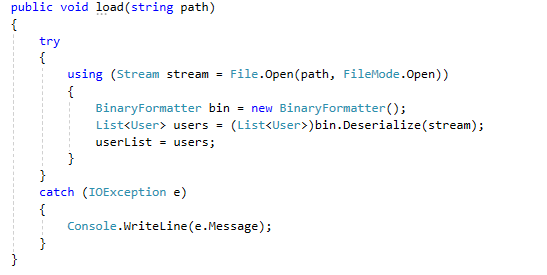 public void load(string path)
{
    try
    {
        using (Stream stream = File.Open(path, FileMode.Open))
        {
            BinaryFormatter bin = new BinaryFormatter();
            List<User> users = (List<User>)bin.Deserialize(stream);
            userList = users;
        }
    }
    catch (IOException e)
    {
        Console.WriteLine(e.Message);
    }
}